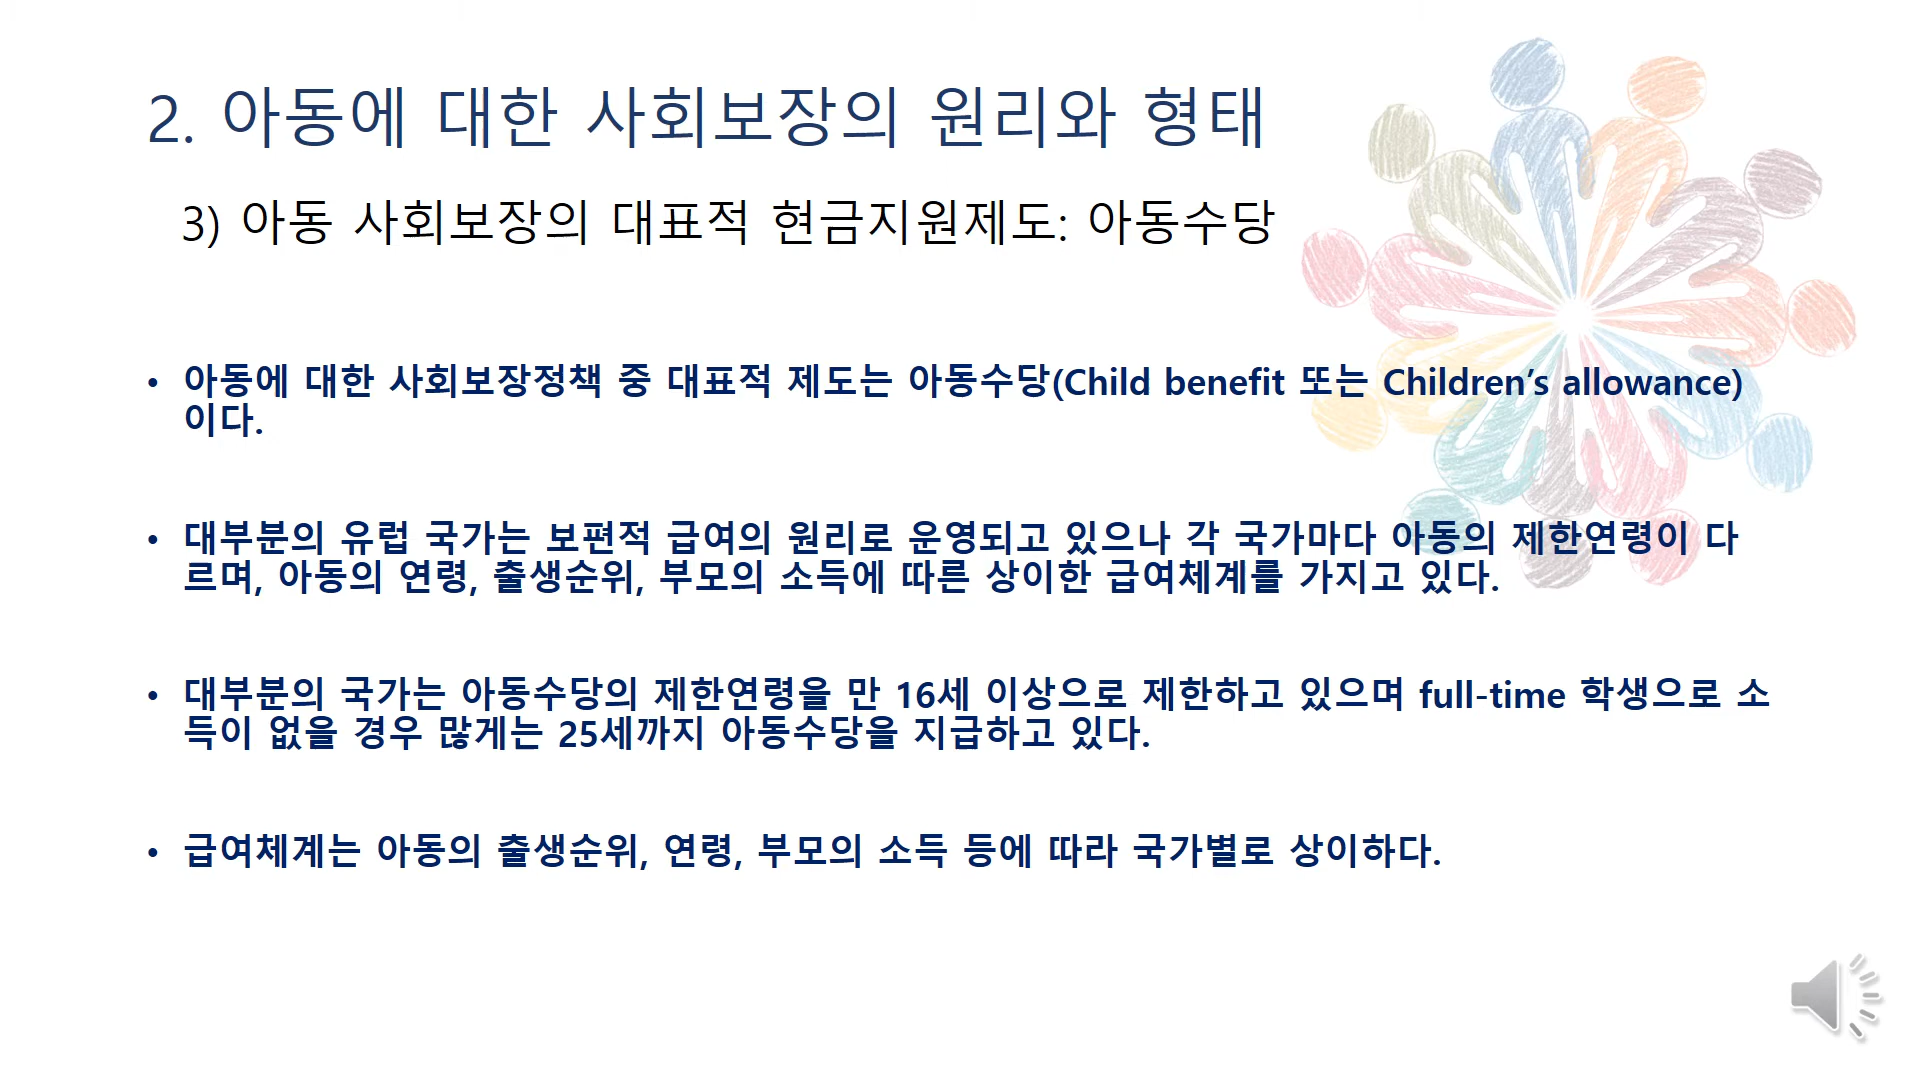 2. 아동에 대한 사회보장의 원리와 형태
3) 아동 사회보장의 대표적 현금지원제도: 아동수당
• 아동에 대한 사회보장정책 중 대표적 제도는 아동수당(Child benefit 또는 Children’s allowance)
이다.
• 대부분의 유럽 국가는 보편적 급여의 원리로 운영되고 있으나 각 국가마다 아동의 제한연령이 다
르며, 아동의 연령, 출생순위, 부모의 소득에 따른 상이한 급여체계를 가지고 있다.
• 대부분의 국가는 아동수당의 제한연령을 만 16세 이상으로 제한하고 있으며 full-time 학생으로 소
득이 없을 경우 많게는 25세까지 아동수당을 지급하고 있다.
• 급여체계는 아동의 출생순위, 연령, 부모의 소득 등에 따라 국가별로 상이하다.